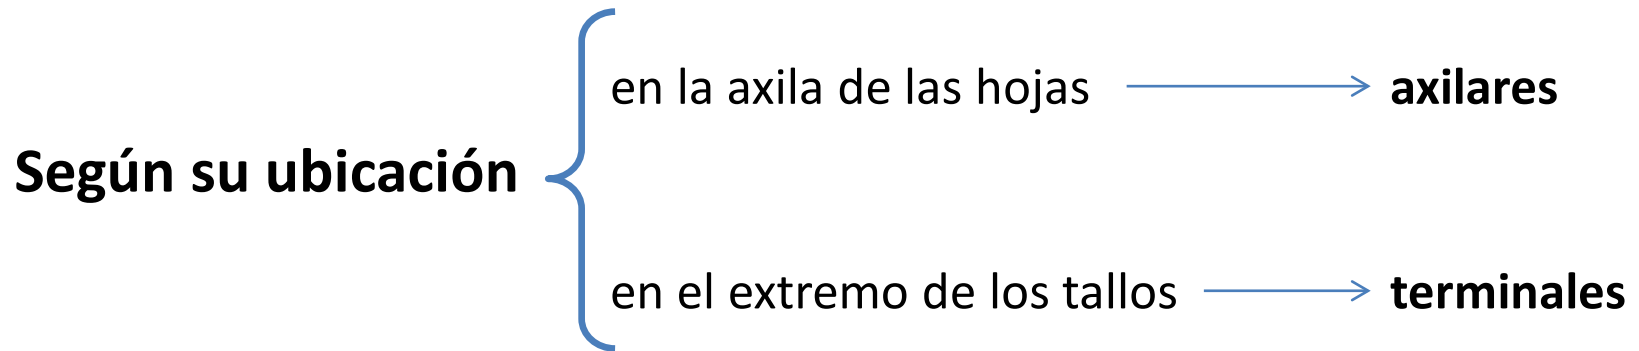 Según su ubicación
en la axila de las hojas axilares
en el extremo de los tallos terminales